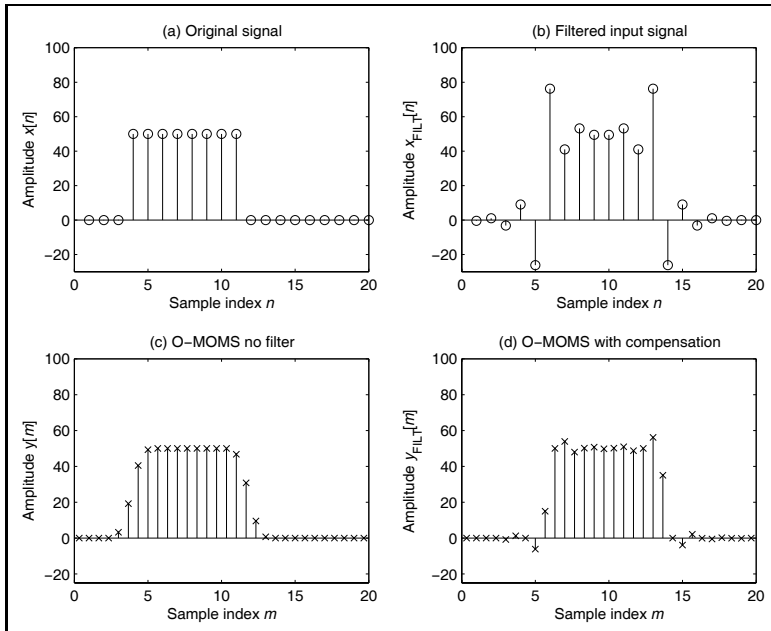 (a) Original signal
100
80
60
40
20
0
−20
Amplitude x[n]
0 5 10 15 20
Sample index n
(b) Filtered input signal
100
80
60
40
20
0
−20
Amplitude xFILT[n]
0 5 10 15 20
Sample index n
(c) O−MOMS no filter
100
80
60
40
20
0
−20
Amplitude y[m]
0 5 10 15 20
Sample index m
(d) O−MOMS with compensation
100
80
60
40
20
0
−20
Amplitude yFILT[m]
0 5 10 15 20
Sample index m